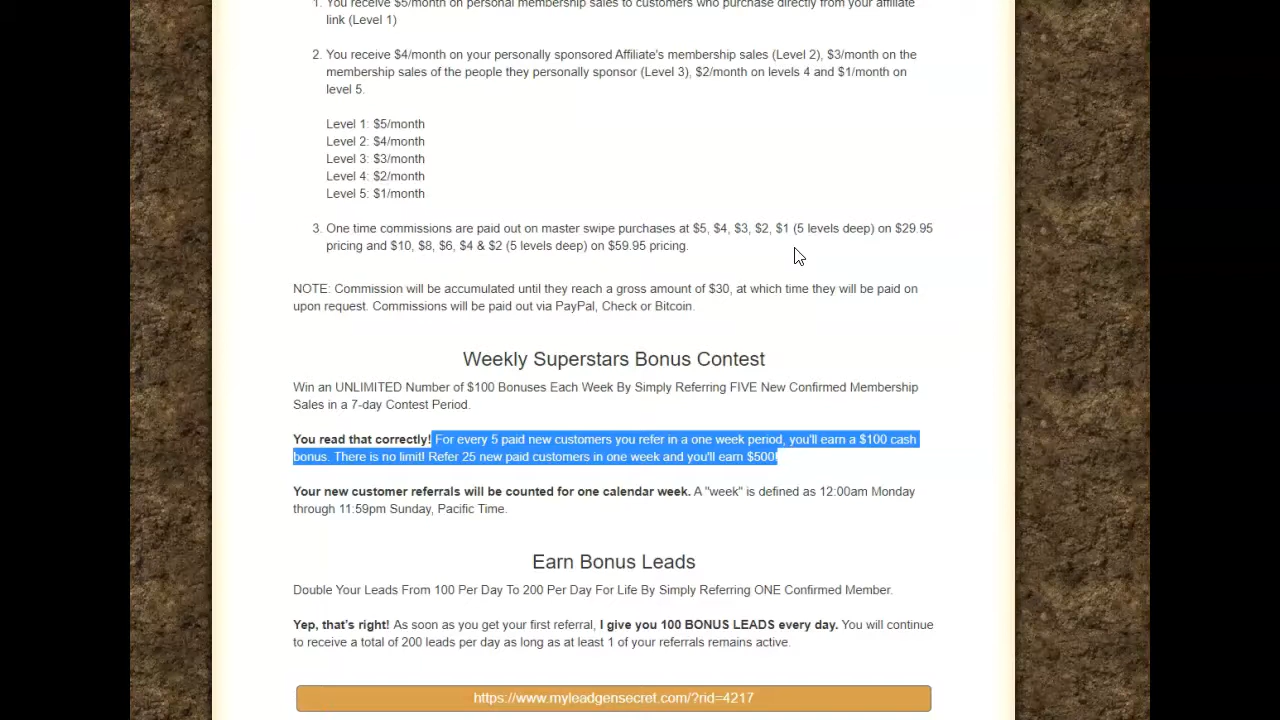 1. You receive $5/month on personal membership sales to customers who purchase directly from your affiliate
link (Level 1)
2. You receive $4/month on your personally sponsored Affiliate's membership sales (Level 2), $3/month on the
membership sales of the people they personally sponsor (Level 3), $2/month on levels 4 and $1/month on
level 5.
Level 1: $5/month
Level 2: $4/month
Level 3: $3/month
Level 4: $2/month
Level 5: $1/month
3. One time commissions are paid out on master swipe purchases at $5, $4, $3, $2, $1 (5 levels deep) on $29.95
pricing and $10, $8, $6, $4 & $2 (5 levels deep) on $59.95 pricing.
NOTE: Commission will be accumulated until they reach a gross amount of $30, at which time they will be paid on
upon request. Commissions will be paid out via PayPal, Check or Bitcoin.
Weekly Superstars Bonus Contest
Win an UNLIMITED Number of $100 Bonuses Each Week By Simply Referring FIVE New Confirmed Membership
Sales in a 7-day Contest Period.
You read that correctly! For every 5 paid new customers you refer in a one week period, you'll earn a $100 cash
bonus. There is no limit! Refer 25 new paid customers in one week and you'll earn $500!
Your new customer referrals will be counted for one calendar week. A "week" is defined as 12:00am Monday
through 11:59pm Sunday, Pacific Time.
Earn Bonus Leads
Double Your Leads From 100 Per Day To 200 Per Day For Life By Simply Referring ONE Confirmed Member.
Yep, that's right! As soon as you get your first referral, I give you 100 BONUS LEADS every day. You will continue
to receive a total of 200 leads per day as long as at least 1 of your referrals remains active.
https://www.myleadgensecret.com/?rid=4217